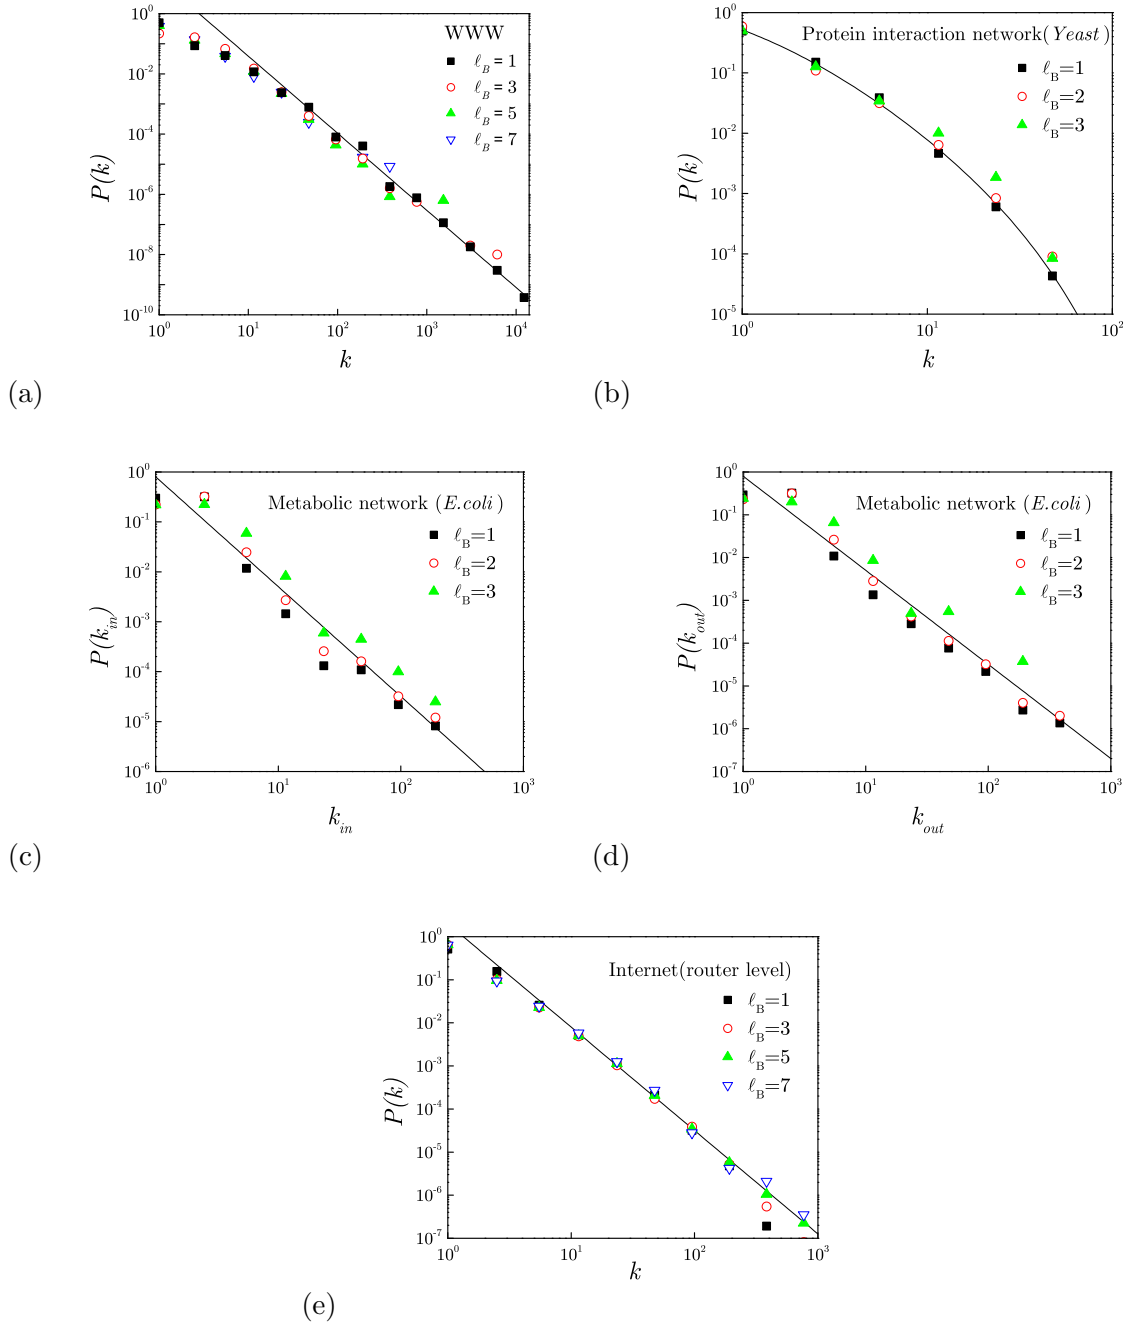 WWW
ℓ_B = 1
ℓ_B = 3
ℓ_B = 5
ℓ_B = 7
10^0
10^-2
10^-4
10^-6
10^-8
10^-10
P(k)
10^0 10^1 10^2 10^3 10^4
k
(a)
Protein interaction network(Yeast)
ℓ_B=1
ℓ_B=2
ℓ_B=3
10^0
10^-1
10^-2
10^-3
10^-4
10^-5
P(k)
10^0 10^1 10^2
k
(b)
Metabolic network (E.coli)
ℓ_B=1
ℓ_B=2
ℓ_B=3
10^0
10^-1
10^-2
10^-3
10^-4
10^-5
10^-6
P(k_in)
10^0 10^1 10^2 10^3
k_in
(c)
Metabolic network (E.coli)
ℓ_B=1
ℓ_B=2
ℓ_B=3
10^0
10^-1
10^-2
10^-3
10^-4
10^-5
10^-6
10^-7
P(k_out)
10^0 10^1 10^2 10^3
k_out
(d)
Internet(router level)
ℓ_B=1
ℓ_B=3
ℓ_B=5
ℓ_B=7
10^0
10^-1
10^-2
10^-3
10^-4
10^-5
10^-6
10^-7
P(k)
10^0 10^1 10^2 10^3
k
(e)